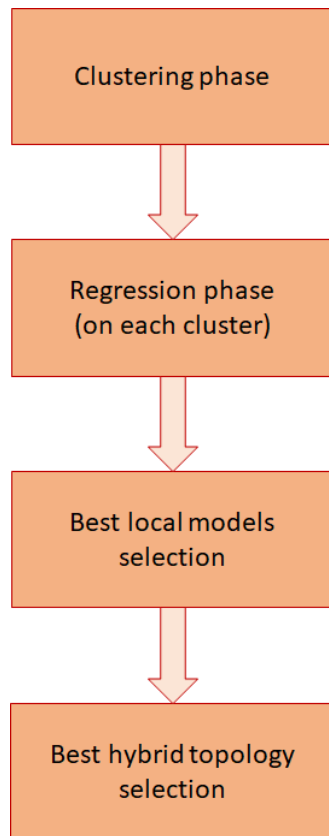 Clustering phase
Regression phase
(on each cluster)
Best local models
selection
Best hybrid topology
selection